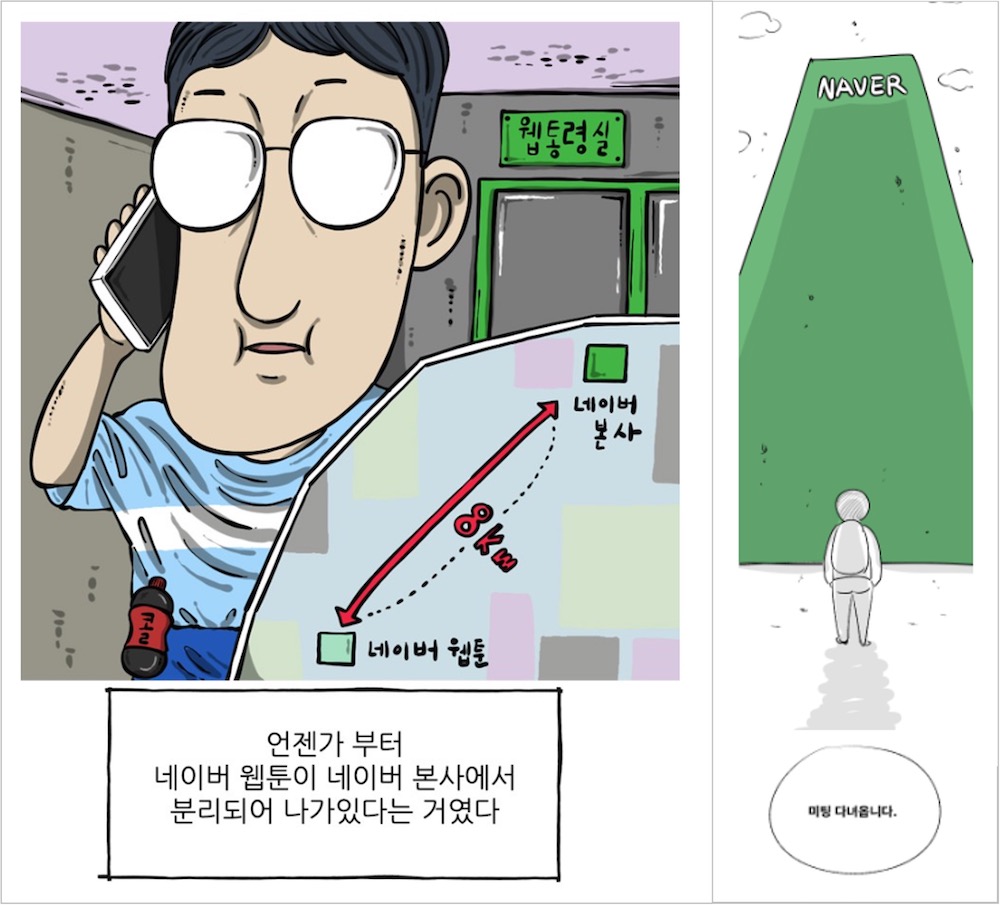 웹통령실
네이버
본사
8km
네이버 웹툰
콜
언젠가 부터
네이버 웹툰이 네이버 본사에서
분리되어 나가있다는 거였다
NAVER
미팅 다녀옵니다.